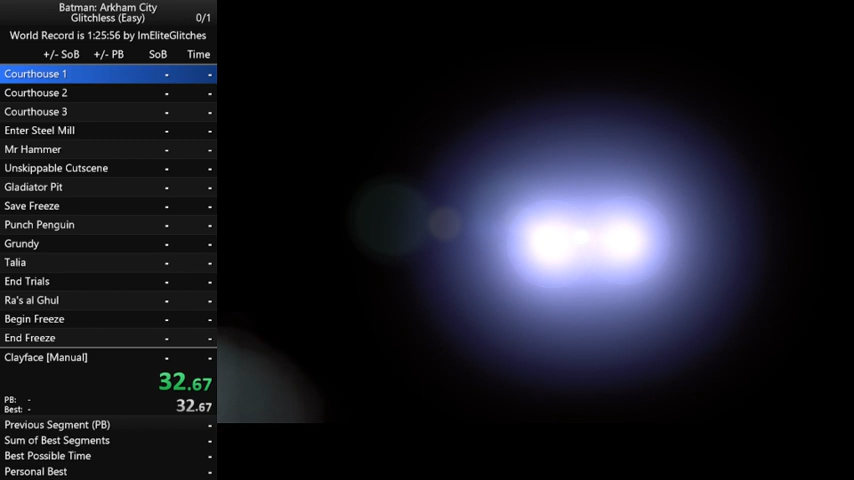 Batman: Arkham City
Glitchless (Easy) 0/1
World Record is 1:25:56 by ImEliteGlitches
+/- SoB +/- PB SoB Time
Courthouse 1 - -
Courthouse 2 - -
Courthouse 3 - -
Enter Steel Mill - -
Mr Hammer - -
Unskippable Cutscene - -
Gladiator Pit - -
Save Freeze - -
Punch Penguin - -
Grundy - -
Talia - -
End Trials - -
Ra's al Ghul - -
Begin Freeze - -
End Freeze - -
Clayface [Manual] - -
32.67
PB: -
Best: - 32.67
Previous Segment (PB) -
Sum of Best Segments -
Best Possible Time -
Personal Best -